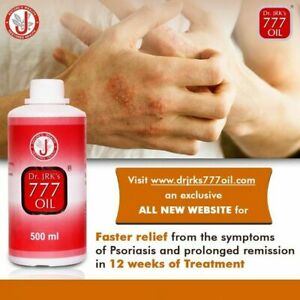 J
Dr. JRK's
777
OIL
J
Dr. JRK's
777
OIL
500 ml
Visit www.drjrks777oil.com
an exclusive
ALL NEW WEBSITE for
Faster relief from the symptoms
of Psoriasis and prolonged remission
in 12 weeks of Treatment